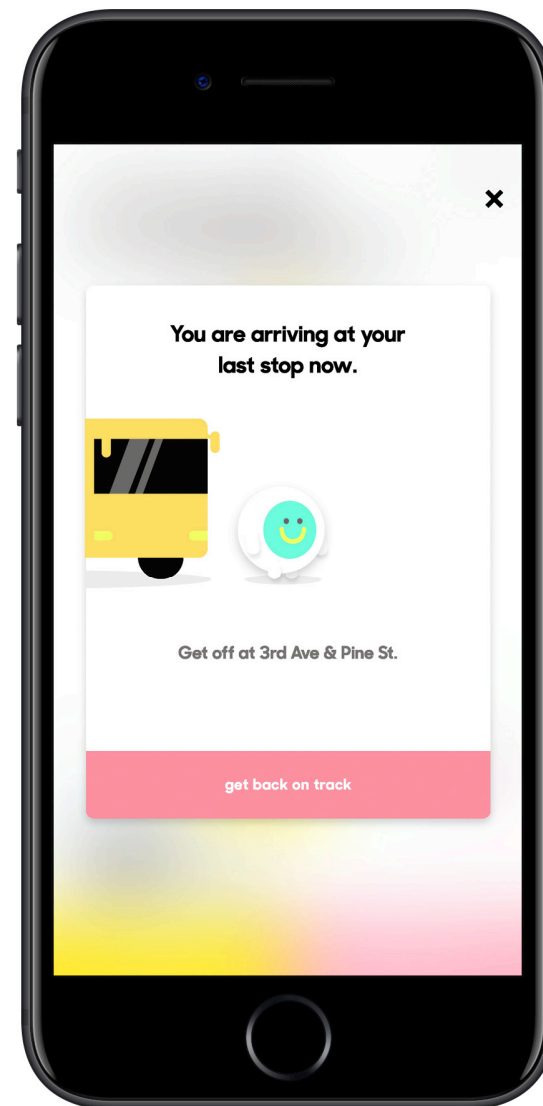 You are arriving at your
last stop now.
Get off at 3rd Ave & Pine St.
get back on track